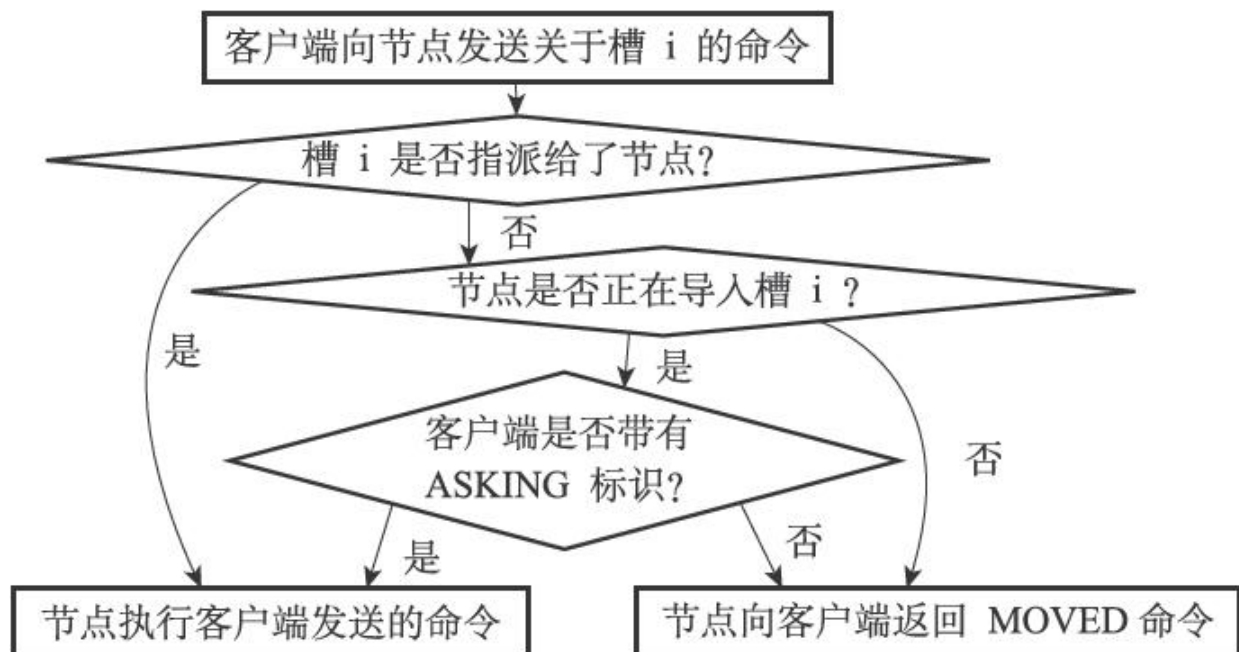 客户端向节点发送关于槽 i 的命令
槽 i 是否指派给了节点?
否
节点是否正在导入槽 i ?
是
是
客户端是否带有
ASKING 标识?
否
是
否
节点执行客户端发送的命令
节点向客户端返回 MOVED 命令